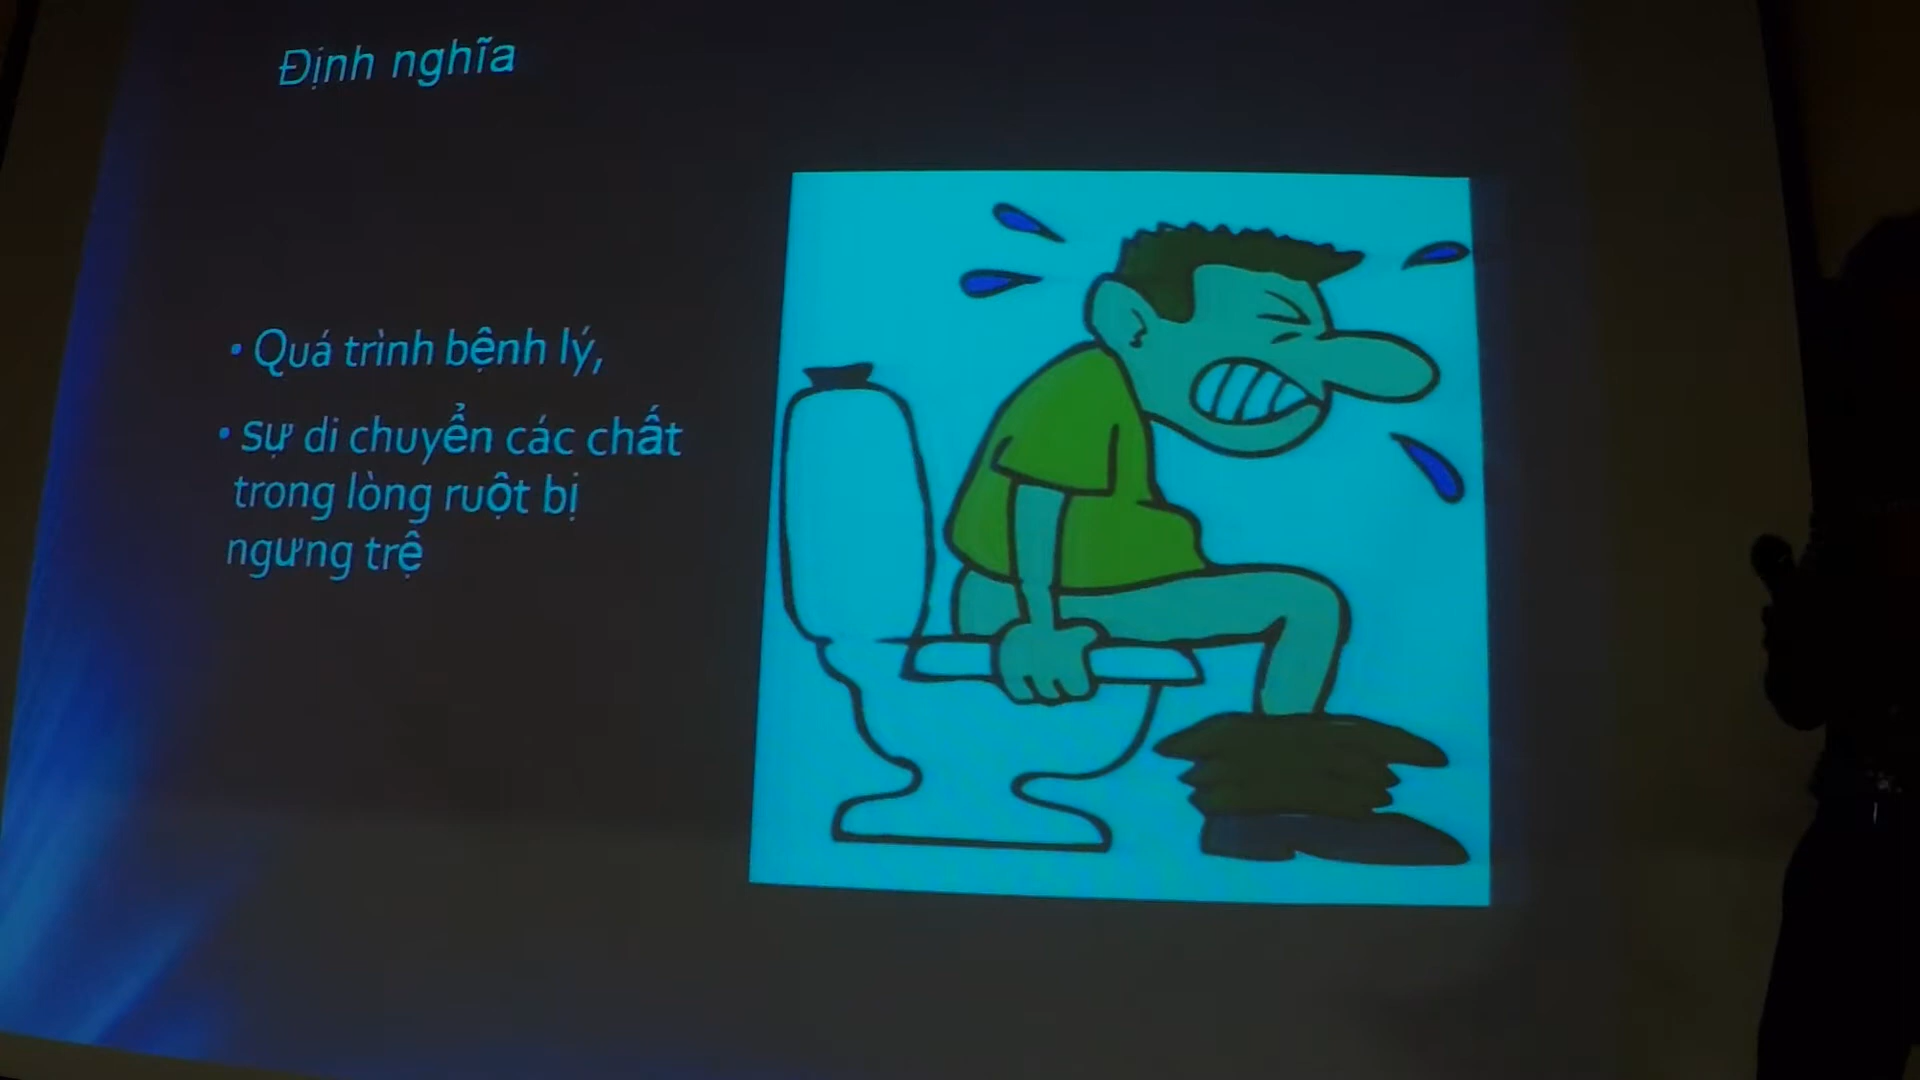 Định nghĩa
• Quá trình bệnh lý,
• sự di chuyển các chất
trong lòng ruột bị
ngưng trệ